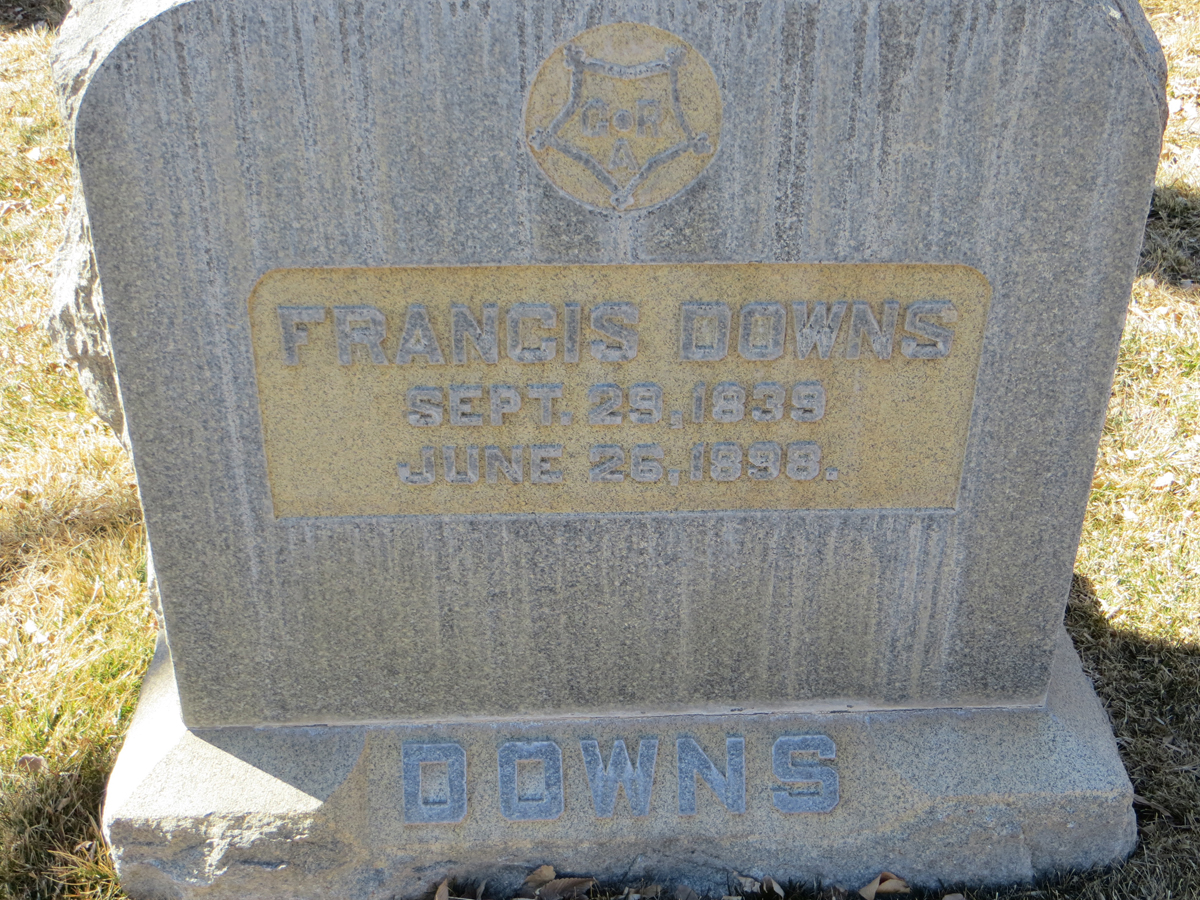 G R
A
FRANCIS DOWNS
SEPT. 29, 1839
JUNE 26, 1898.
DOWNS